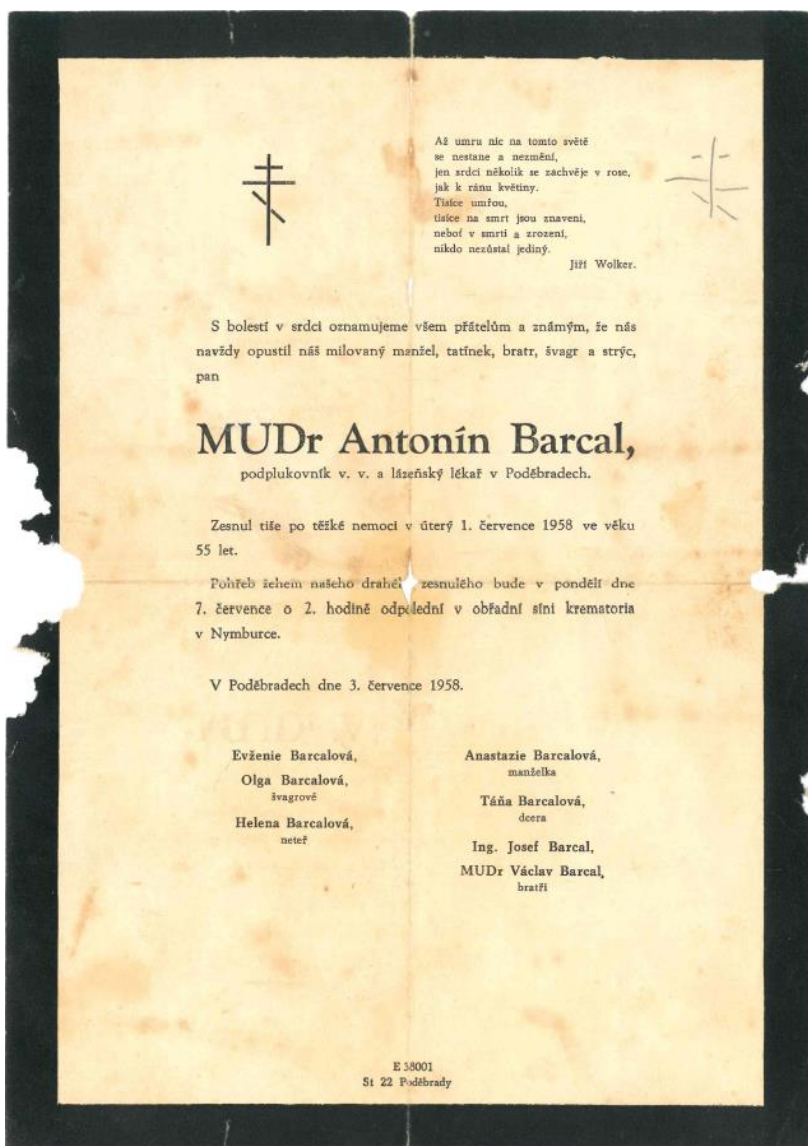 Až umru nic na tomto světě
se nestane a nezmění,
jen srdcí několik se zachvěje v rose,
jak k ránu květiny.
Tisíce umřou,
tisíce na smrt jsou znaveni,
neboť v smrti a zrození,
nikdo nezůstal jediný.
Jiří Wolker.
S bolestí v srdci oznamujeme všem přátelům a známým, že nás
navždy opustil náš milovaný manžel, tatínek, bratr, švagr a strýc,
pan
MUDr Antonín Barcal,
podplukovník v. v. a lázeňský lékař v Poděbradech.
Zesnul tiše po těžké nemoci v úterý 1. července 1958 ve věku
55 let.
Pohřeb žehem našeho zesnulého bude v pondělí dne
7. července o 2. hodině odpolední v obřadní síni krematoria
v Nymburce.
V Poděbradech dne 3. července 1958.
Evženie Barcalová,
Olga Barcalová,
švagrové
Helena Barcalová,
neteř
Anastazie Barcalová,
manželka
Táňa Barcalová,
dcera
Ing. Josef Barcal,
MUDr Václav Barcal,
bratři
E 58001
St 22 Poděbrady